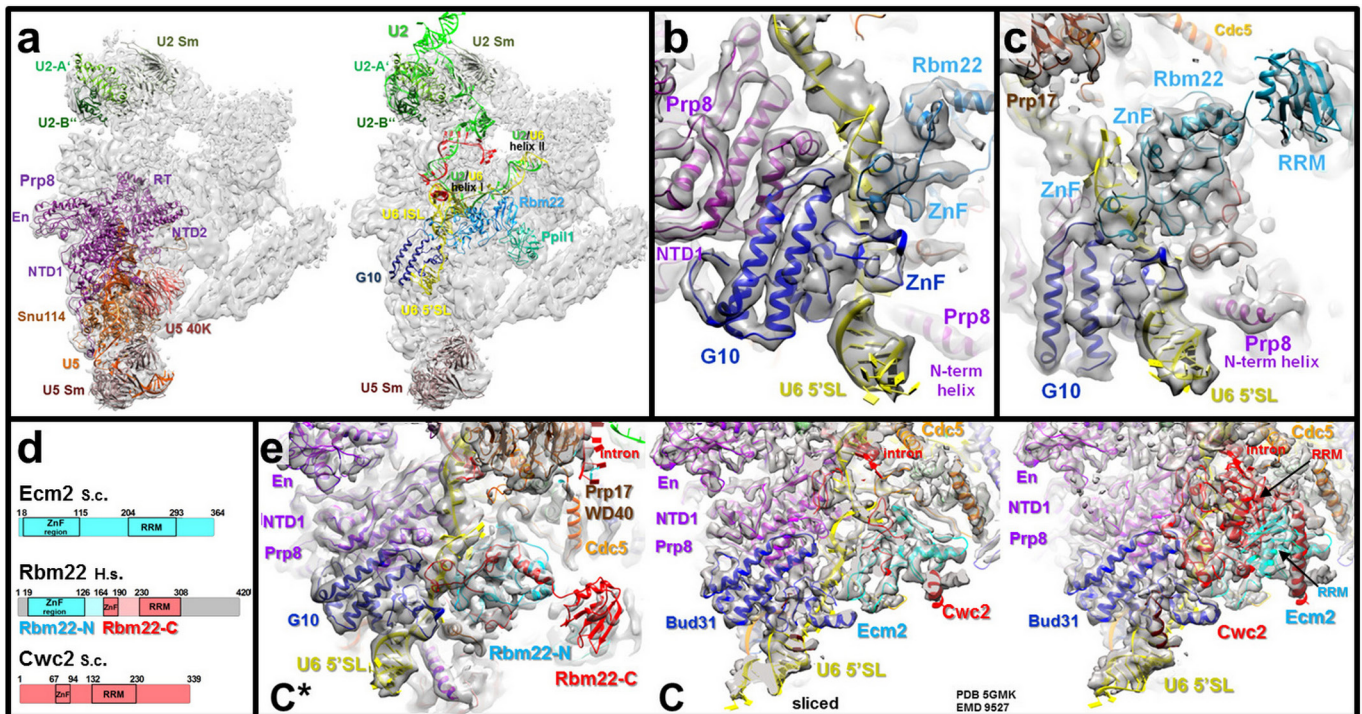 a
U2 Sm
U2-A'
U2-B"
Prp8
RT
En
NTD2
NTD1
Snu114
U5 40K
U5
U5 Sm
U2
U2 Sm
U2-A'
U2-B"
U2/U6
helix II
U2/U6
helix I
U6 ISL
Rbm22
Ppil1
G10
U6 5'SL
U5 Sm
b
Rbm22
Prp8
ZnF
NTD1
ZnF
Prp8
G10
N-term
helix
U6 5'SL
c
Cdc5
Rbm22
Prp17
ZnF
RRM
ZnF
Prp8
N-term helix
G10
U6 5'SL
d
Ecm2 S.c.
18 115 204 293 364
ZnF
region
RRM
Rbm22 H.s.
1 19 126 164 190 230 308 420
ZnF
region
ZnF
RRM
Rbm22-N Rbm22-C
Cwc2 S.c.
1 67 94 132 230 339
ZnF
RRM
e
intron
En
Prp17
WD40
NTD1
Cdc5
Prp8
G10
Rbm22-N
U6 5'SL
Rbm22-C
C*
Cdc5
intron
En
NTD1
Prp8
Bud31
Ecm2
Cwc2
U6 5'SL
C
sliced
PDB 5GMK
EMD 9527
Cdc5
intron
RRM
En
NTD1
Prp8
RRM
Bud31
Cwc2
Ecm2
U6 5'SL